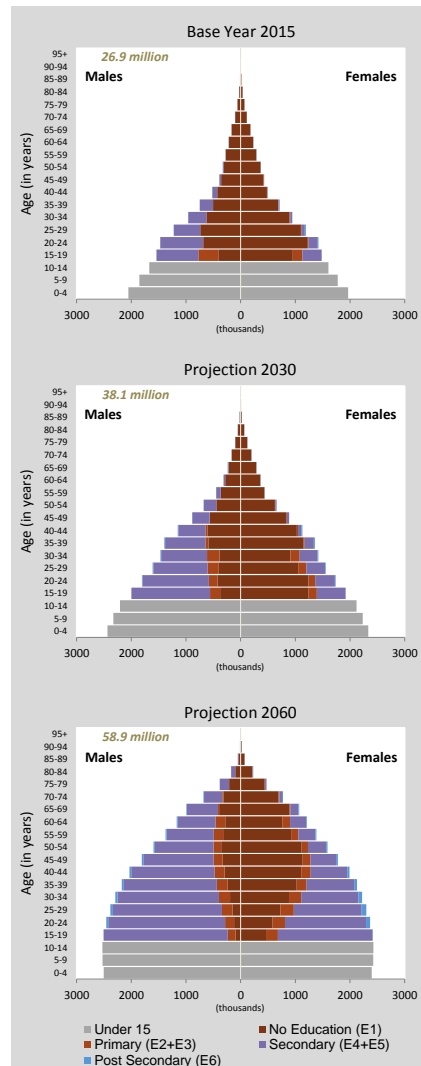 Base Year 2015
26.9 million
Males
Females
Age (in years)
95+
90-94
85-89
80-84
75-79
70-74
65-69
60-64
55-59
50-54
45-49
40-44
35-39
30-34
25-29
20-24
15-19
10-14
5-9
0-4
3000 2000 1000 0 1000 2000 3000
(thousands)
Projection 2030
38.1 million
Males
Females
Age (in years)
95+
90-94
85-89
80-84
75-79
70-74
65-69
60-64
55-59
50-54
45-49
40-44
35-39
30-34
25-29
20-24
15-19
10-14
5-9
0-4
3000 2000 1000 0 1000 2000 3000
(thousands)
Projection 2060
58.9 million
Males
Females
Age (in years)
95+
90-94
85-89
80-84
75-79
70-74
65-69
60-64
55-59
50-54
45-49
40-44
35-39
30-34
25-29
20-24
15-19
10-14
5-9
0-4
3000 2000 1000 0 1000 2000 3000
(thousands)
Under 15 No Education (E1)
Primary (E2+E3) Secondary (E4+E5)
Post Secondary (E6)